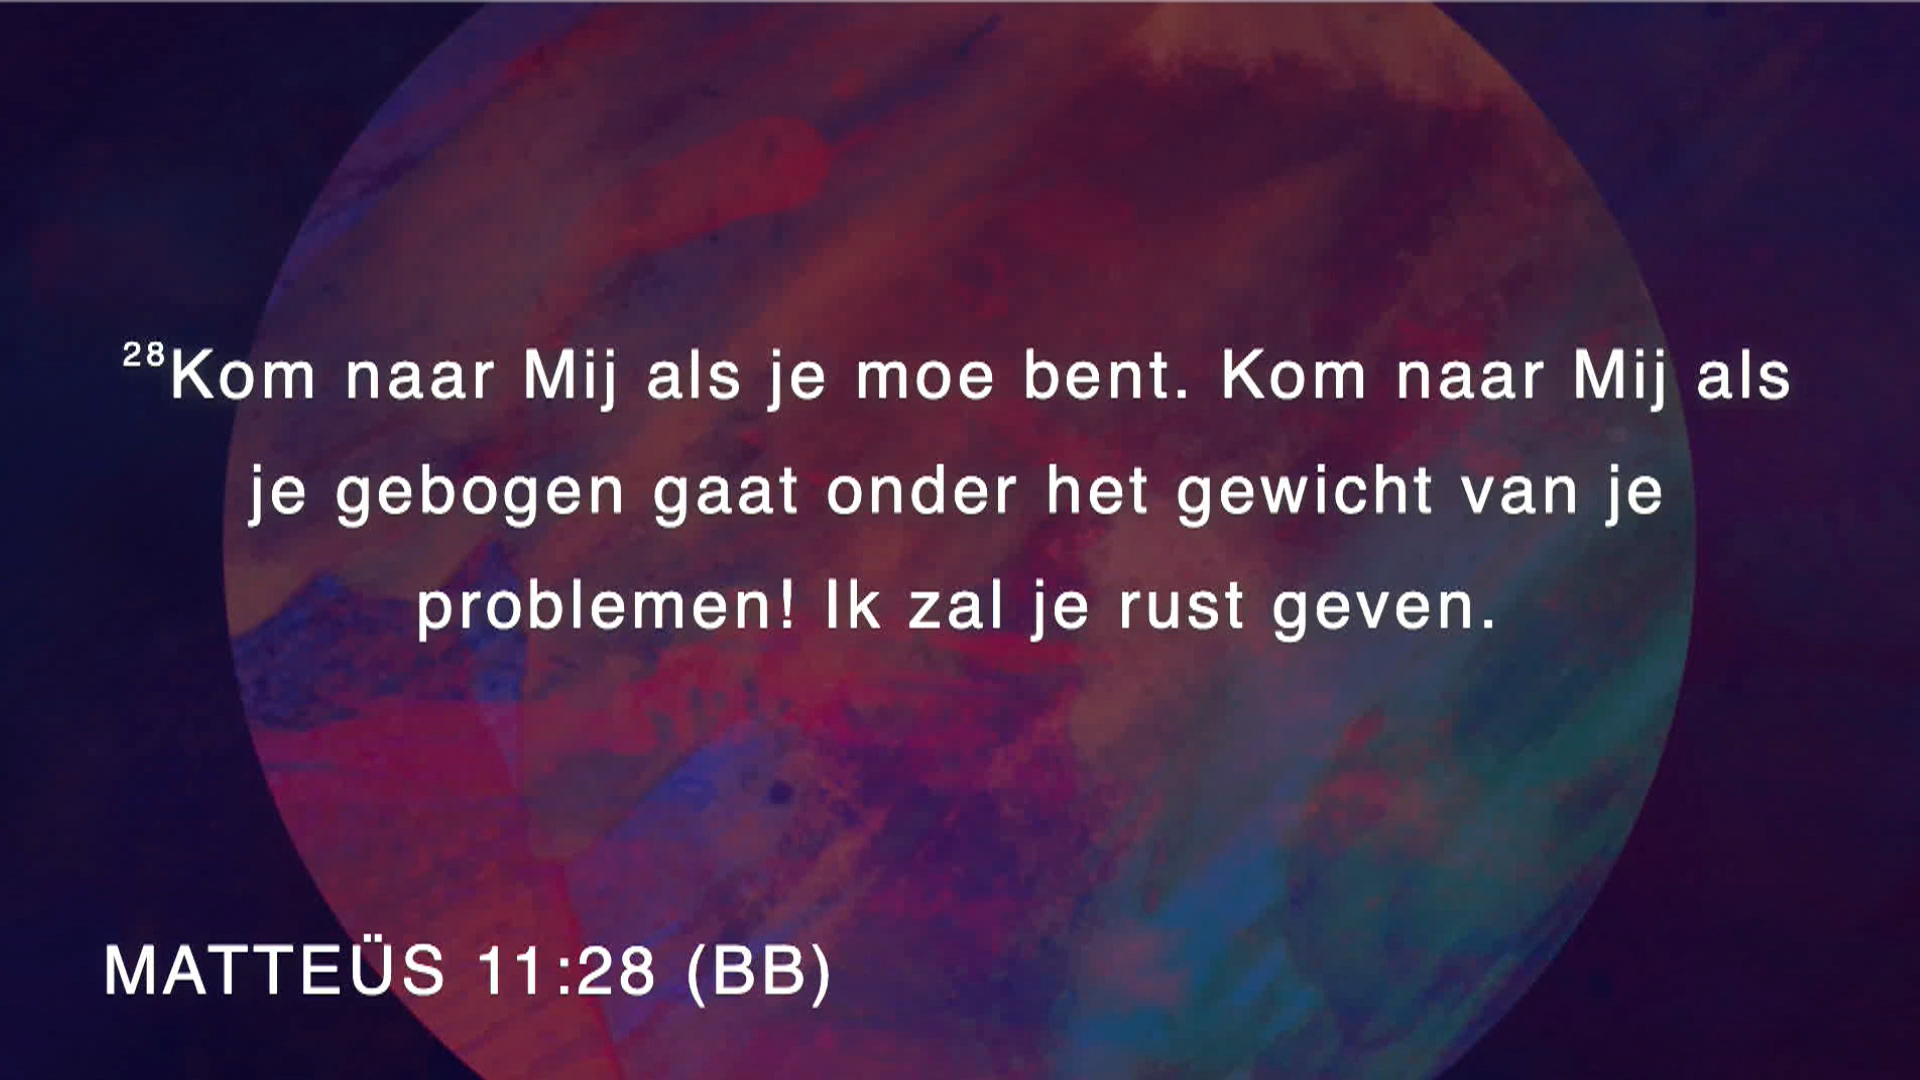 ²⁸Kom naar Mij als je moe bent. Kom naar Mij als
je gebogen gaat onder het gewicht van je
problemen! Ik zal je rust geven.
MATTEÜS 11:28 (BB)